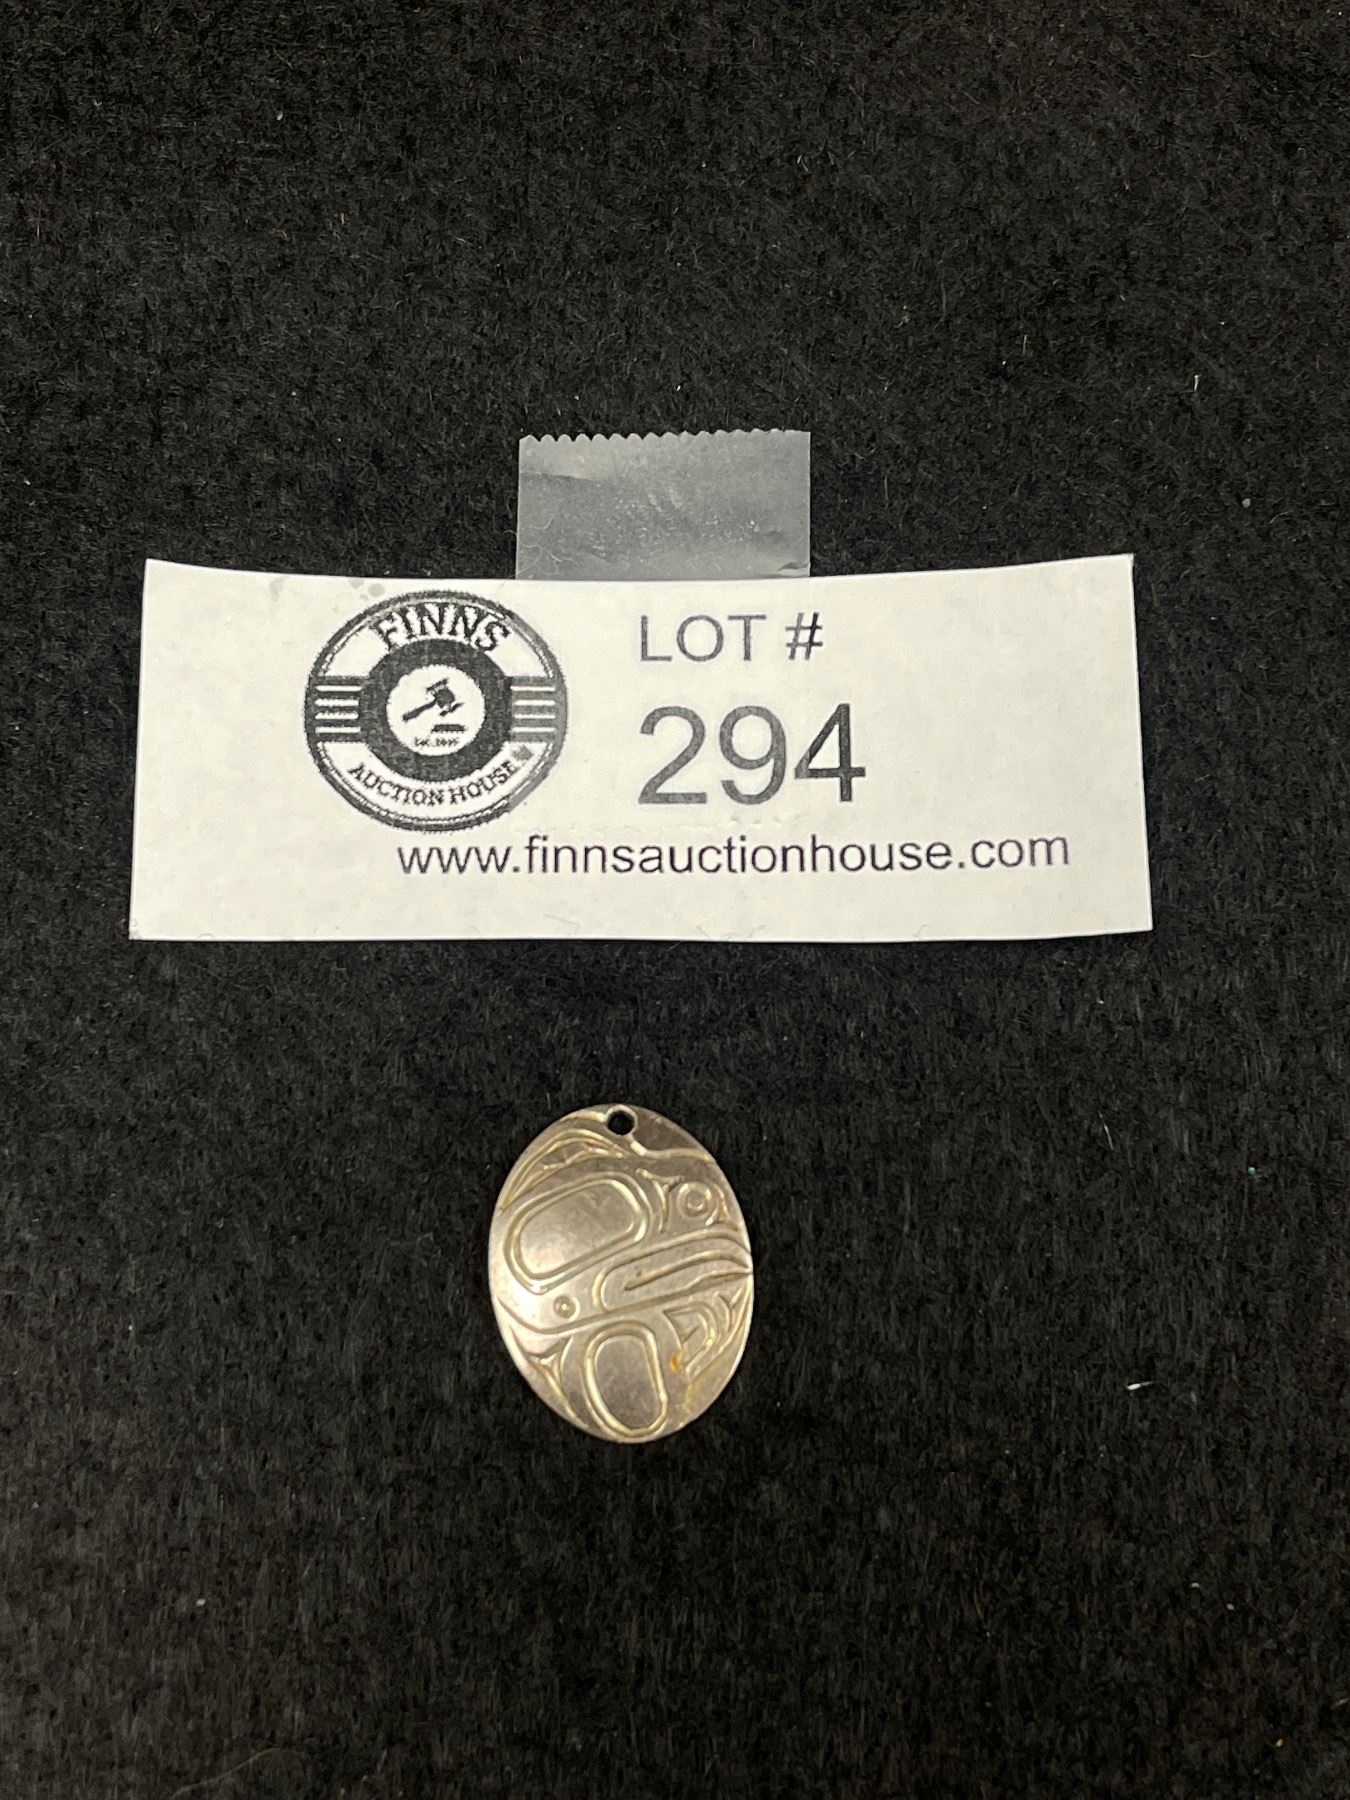 FINNS
AUCTION HOUSE
LOT #
294
www.finnsauctionhouse.com